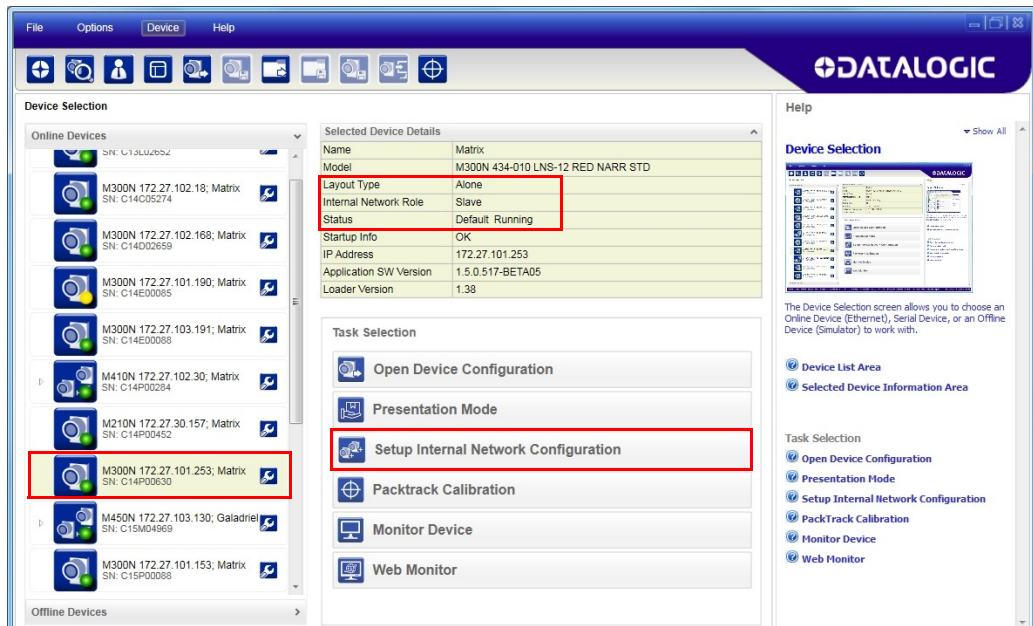 File Options Device Help
DATALOGIC
Device Selection
Online Devices
SN: C13L02652
M300N 172.27.102.18; Matrix
SN: C14C05274
M300N 172.27.102.168; Matrix
SN: C14D02659
M300N 172.27.101.190; Matrix
SN: C14E00085
M300N 172.27.103.191; Matrix
SN: C14E00088
M410N 172.27.102.30; Matrix
SN: C14P00284
M210N 172.27.30.157; Matrix
SN: C14P00452
M300N 172.27.101.253; Matrix
SN: C14P00630
M450N 172.27.103.130; Galadriel
SN: C15M04969
M300N 172.27.101.153; Matrix
SN: C15P00088
Offline Devices
Selected Device Details
Name Matrix
Model M300N 434-010 LNS-12 RED NARR STD
Layout Type Alone
Internal Network Role Slave
Status Default Running
Startup Info OK
IP Address 172.27.101.253
Application SW Version 1.5.0.517-BETA05
Loader Version 1.38
Task Selection
Open Device Configuration
Presentation Mode
Setup Internal Network Configuration
Packtrack Calibration
Monitor Device
Web Monitor
Help
Show All
Device Selection
The Device Selection screen allows you to choose an
Online Device (Ethernet), Serial Device, or an Offline
Device (Simulator) to work with.
Device List Area
Selected Device Information Area
Task Selection
Open Device Configuration
Presentation Mode
Setup Internal Network Configuration
PackTrack Calibration
Monitor Device
Web Monitor